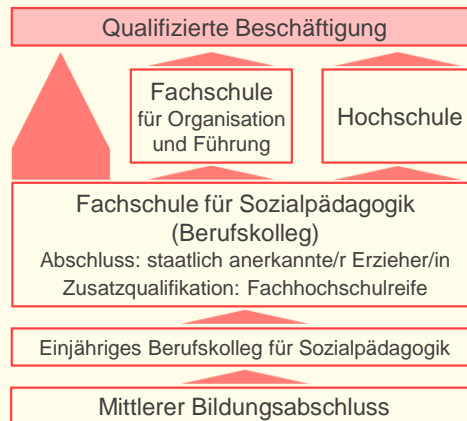 Qualifizierte Beschäftigung
Fachschule
für Organisation
und Führung
Hochschule
Fachschule für Sozialpädagogik
(Berufskolleg)
Abschluss: staatlich anerkannte/r Erzieher/in
Zusatzqualifikation: Fachhochschulreife
Einjähriges Berufskolleg für Sozialpädagogik
Mittlerer Bildungsabschluss